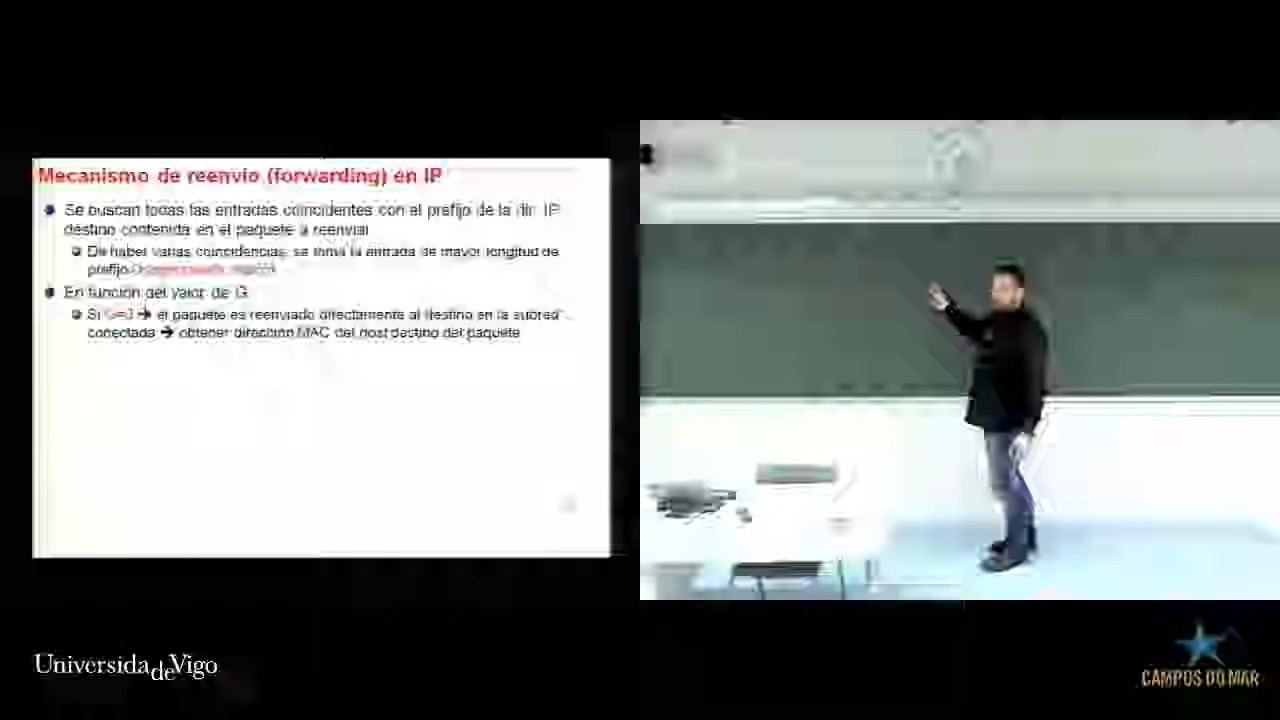 Mecanismo de reenvío (forwarding) en IP
Se buscan todas las entradas coincidentes con el prefijo de la dir. IP
destino contenida en el paquete a reenviar
De haber varias coincidencias, se toma la entrada de mayor longitud de
prefijo
En función del valor de G
Si G=0 → el paquete es reenviado directamente al destino en la subred
conectada → obtener dirección MAC del host destino del paquete
Universidade Vigo
CAMPOS DO MAR